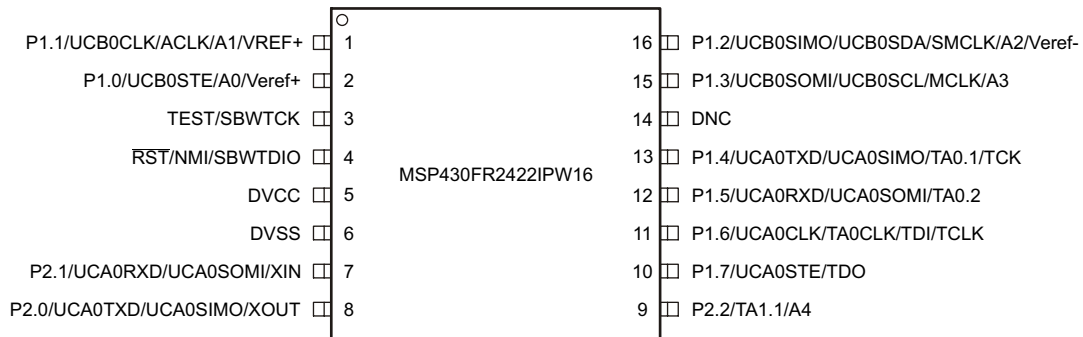 P1.1/UCB0CLK/ACLK/A1/VREF+ 1 16 P1.2/UCB0SIMO/UCB0SDA/SMCLK/A2/Veref-
P1.0/UCB0STE/A0/Veref+ 2 15 P1.3/UCB0SOMI/UCB0SCL/MCLK/A3
TEST/SBWTCK 3 14 DNC
RST/NMI/SBWTDIO 4 13 P1.4/UCA0TXD/UCA0SIMO/TA0.1/TCK
MSP430FR2422IPW16
DVCC 5 12 P1.5/UCA0RXD/UCA0SOMI/TA0.2
DVSS 6 11 P1.6/UCA0CLK/TA0CLK/TDI/TCLK
P2.1/UCA0RXD/UCA0SOMI/XIN 7 10 P1.7/UCA0STE/TDO
P2.0/UCA0TXD/UCA0SIMO/XOUT 8 9 P2.2/TA1.1/A4